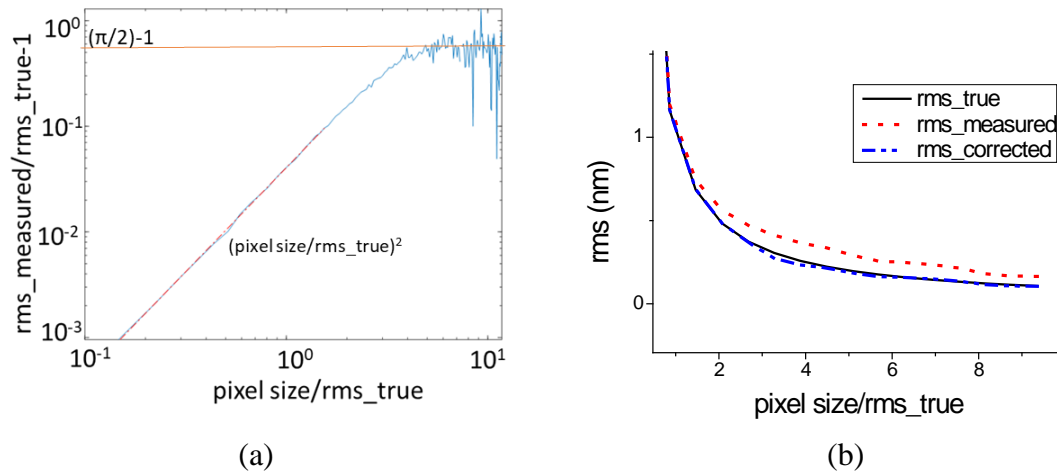 10⁰
(π/2)-1
10⁻¹
10⁻²
10⁻³
rms_measured/rms_true-1
(pixel size/rms_true)²
10⁻¹
10⁰
10¹
pixel size/rms_true
(a)
rms_true
rms_measured
rms_corrected
1
0
rms (nm)
2
4
6
8
pixel size/rms_true
(b)